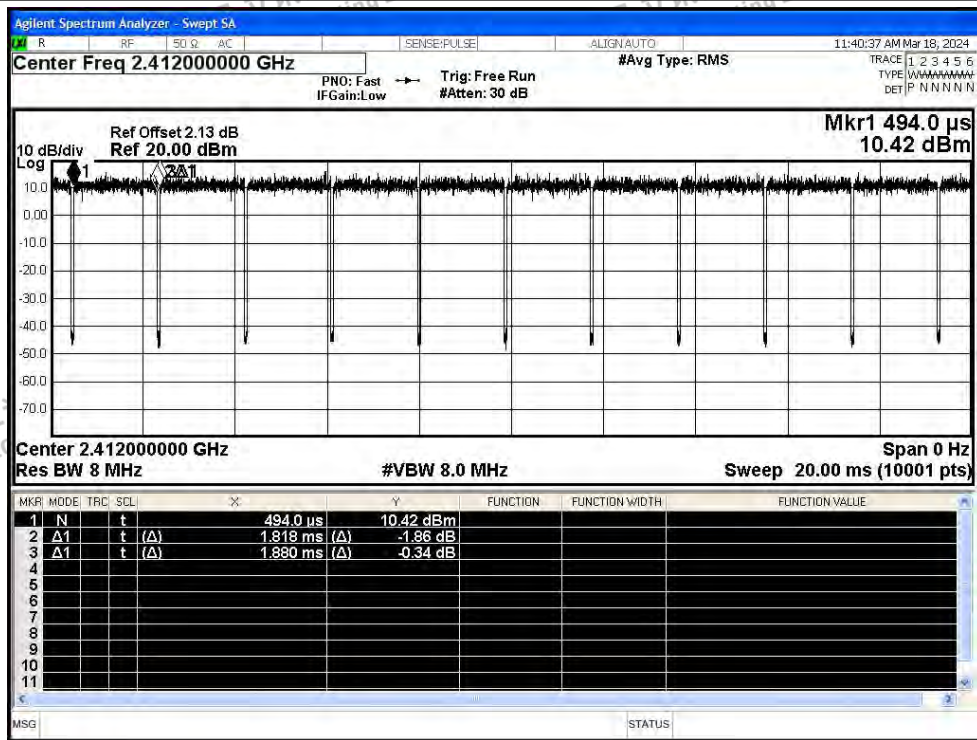 Agilent Spectrum Analyzer - Swept SA
R RF 50 Ω AC SENSE:PULSE ALIGN AUTO 11:40:37 AM Mar 18, 2024
Center Freq 2.412000000 GHz
#Avg Type: RMS
TRACE 1 2 3 4 5 6
TYPE
DET P N N N N N
PNO: Fast
IFGain:Low
Trig: Free Run
#Atten: 30 dB
Mkr1 494.0 µs
10.42 dBm
Ref Offset 2.13 dB
10 dB/div Ref 20.00 dBm
Log
1
10.0
0.00
-10.0
-20.0
-30.0
-40.0
-50.0
-60.0
-70.0
Center 2.412000000 GHz Span 0 Hz
Res BW 8 MHz #VBW 8.0 MHz Sweep 20.00 ms (10001 pts)
MKR MODE TRC SCL X Y FUNCTION FUNCTION WIDTH FUNCTION VALUE
1 N t 494.0 µs 10.42 dBm
2 Δ1 t (Δ) 1.818 ms (Δ) -1.86 dB
3 Δ1 t (Δ) 1.880 ms (Δ) -0.34 dB
4
5
6
7
8
9
10
11
MSG STATUS